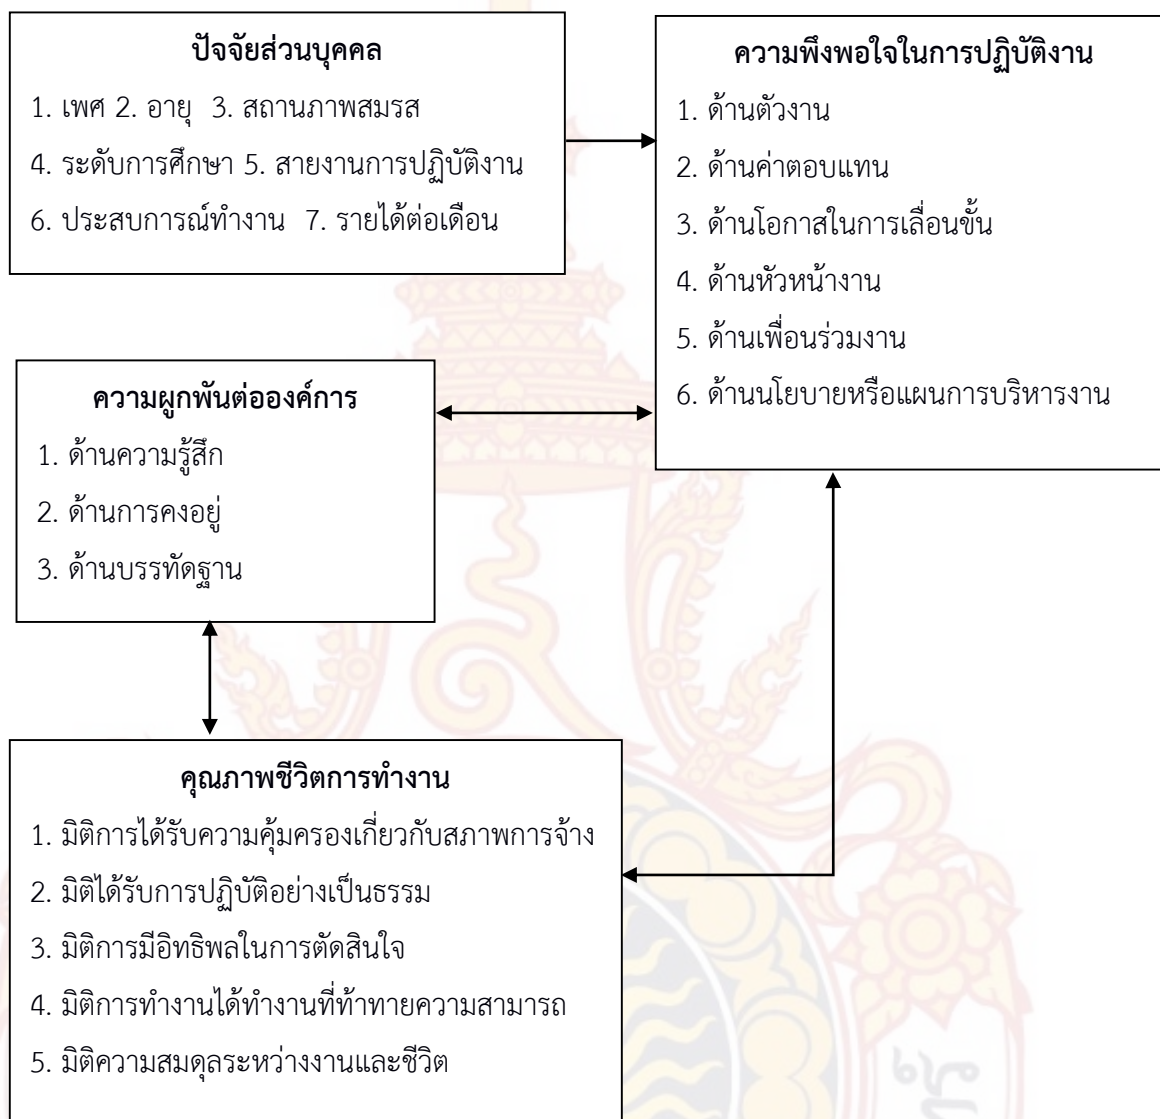 ปัจจัยส่วนบุคคล
1. เพศ 2. อายุ 3. สถานภาพสมรส
4. ระดับการศึกษา 5. สายงานการปฏิบัติงาน
6. ประสบการณ์ทำงาน 7. รายได้ต่อเดือน
ความพึงพอใจในการปฏิบัติงาน
1. ด้านตัวงาน
2. ด้านค่าตอบแทน
3. ด้านโอกาสในการเลื่อนขั้น
4. ด้านหัวหน้างาน
5. ด้านเพื่อนร่วมงาน
6. ด้านนโยบายหรือแผนการบริหารงาน
ความผูกพันต่อองค์การ
1. ด้านความรู้สึก
2. ด้านการคงอยู่
3. ด้านบรรทัดฐาน
คุณภาพชีวิตการทำงาน
1. มิติการได้รับความคุ้มครองเกี่ยวกับสภาพการจ้าง
2. มิติได้รับการปฏิบัติอย่างเป็นธรรม
3. มิติการมีอิทธิพลในการตัดสินใจ
4. มิติการทำงานได้ทำงานที่ท้าทายความสามารถ
5. มิติความสมดุลระหว่างงานและชีวิต